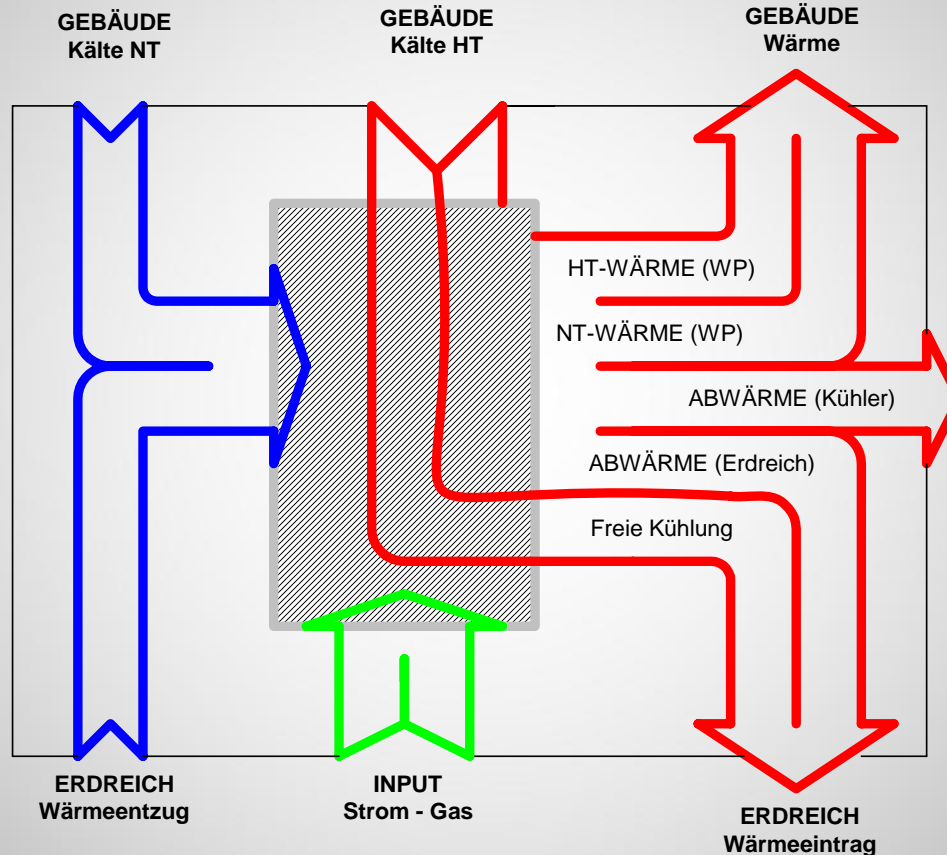 GEBÄUDE
Kälte NT
GEBÄUDE
Kälte HT
GEBÄUDE
Wärme
HT-WÄRME (WP)
NT-WÄRME (WP)
ABWÄRME (Kühler)
ABWÄRME (Erdreich)
Freie Kühlung
ERDREICH
Wärmeentzug
INPUT
Strom - Gas
ERDREICH
Wärmeeintrag